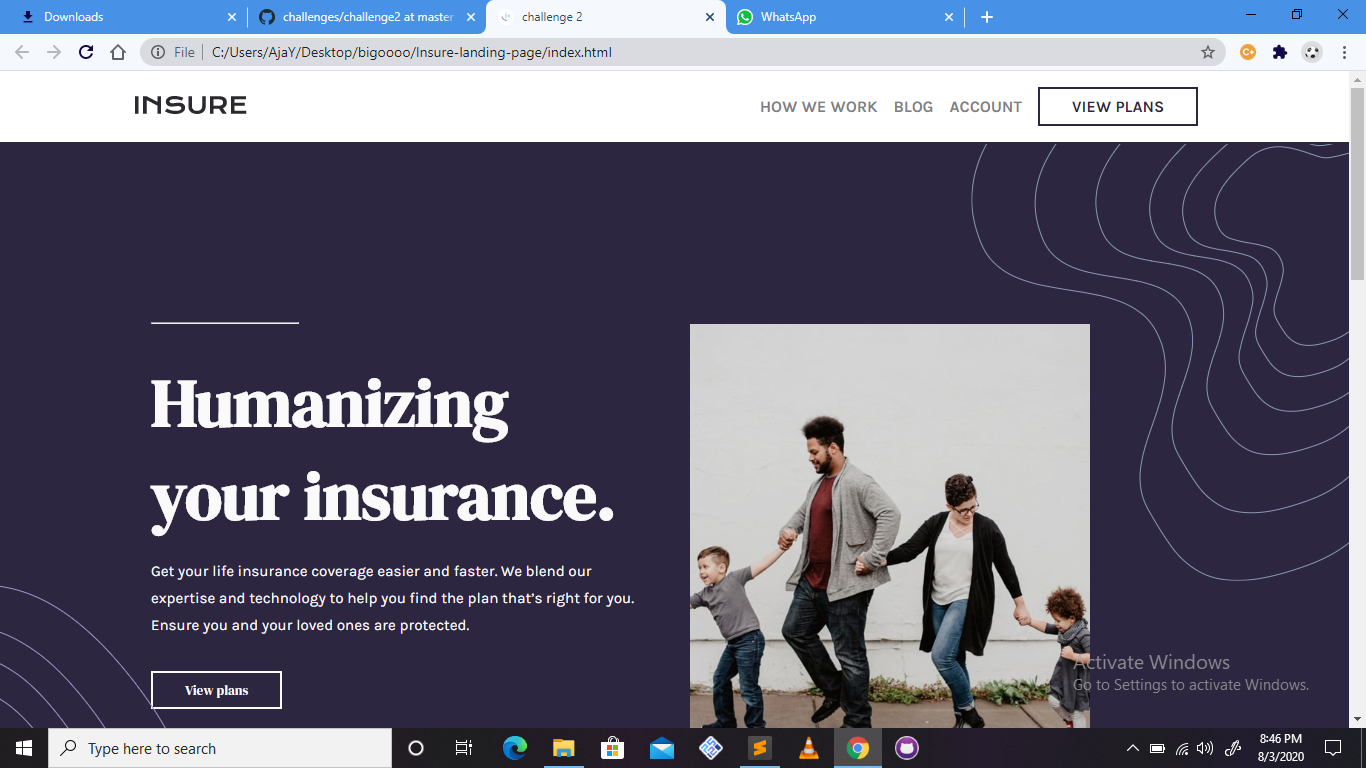 Downloads
challenges/challenge2 at master
challenge 2
WhatsApp
File
C:/Users/AjaY/Desktop/bigoooo/Insure-landing-page/index.html
INSURE
HOW WE WORK
BLOG
ACCOUNT
VIEW PLANS
Humanizing
your insurance.
Get your life insurance coverage easier and faster. We blend our
expertise and technology to help you find the plan that’s right for you.
Ensure you and your loved ones are protected.
View plans
Activate Windows
Go to Settings to activate Windows.
Type here to search
8:46 PM
8/3/2020